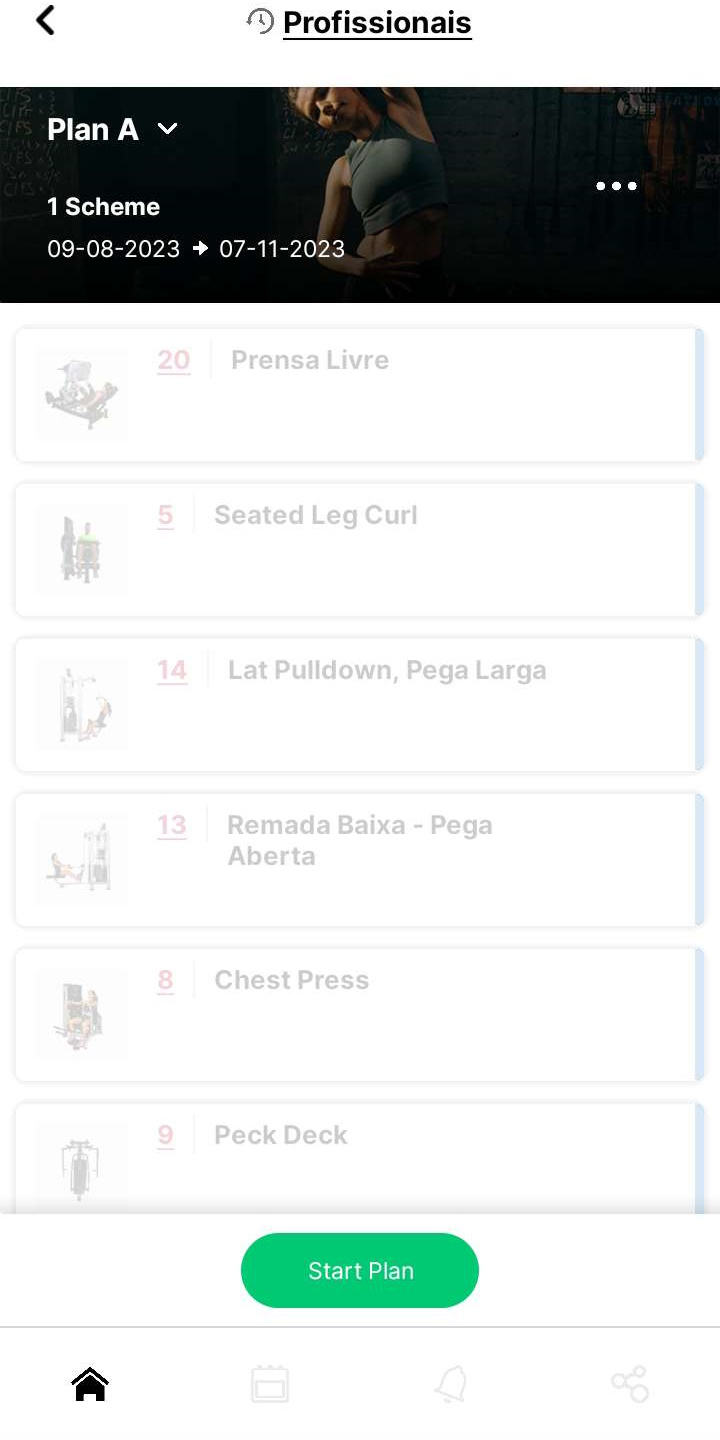 Profissionais
Plan A
1 Scheme
09-08-2023 → 07-11-2023
20 Prensa Livre
5 Seated Leg Curl
14 Lat Pulldown, Pega Larga
13 Remada Baixa - Pega
Aberta
8 Chest Press
9 Peck Deck
Start Plan